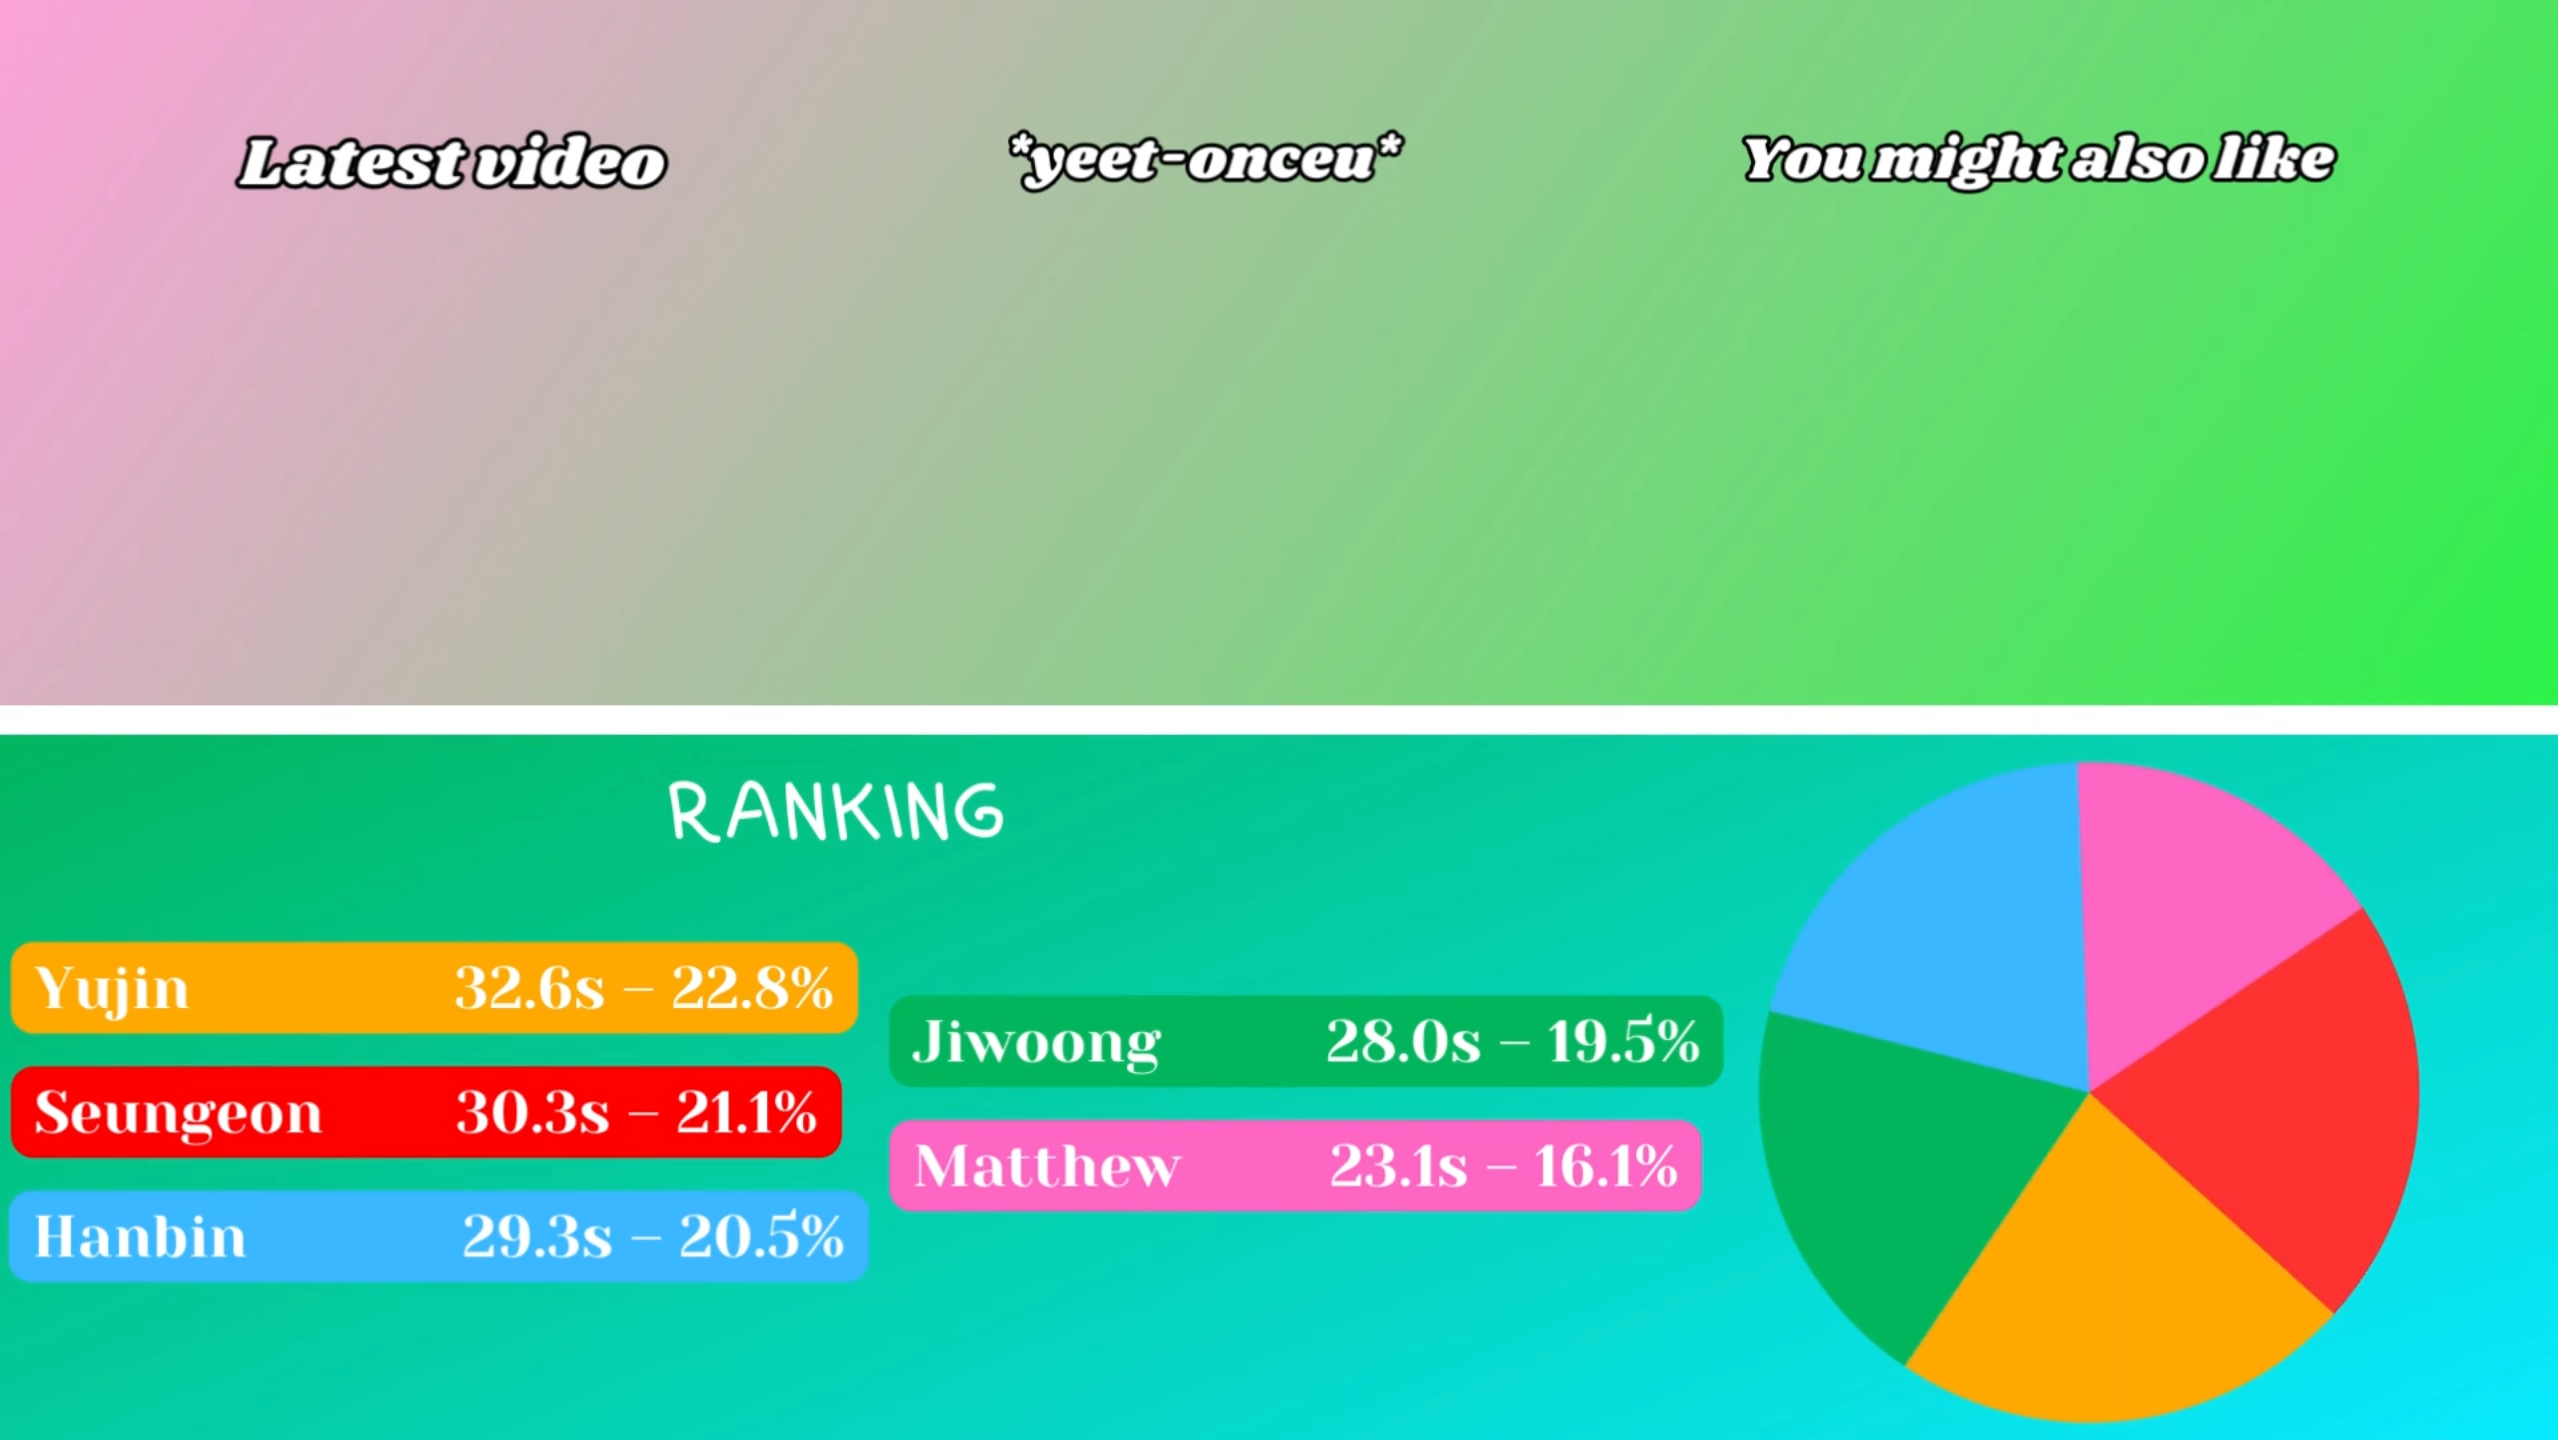 Latest video
*yeet-onceu*
You might also like
RANKING
Yujin 32.6s – 22.8%
Seungeon 30.3s – 21.1%
Hanbin 29.3s – 20.5%
Jiwoong 28.0s – 19.5%
Matthew 23.1s – 16.1%